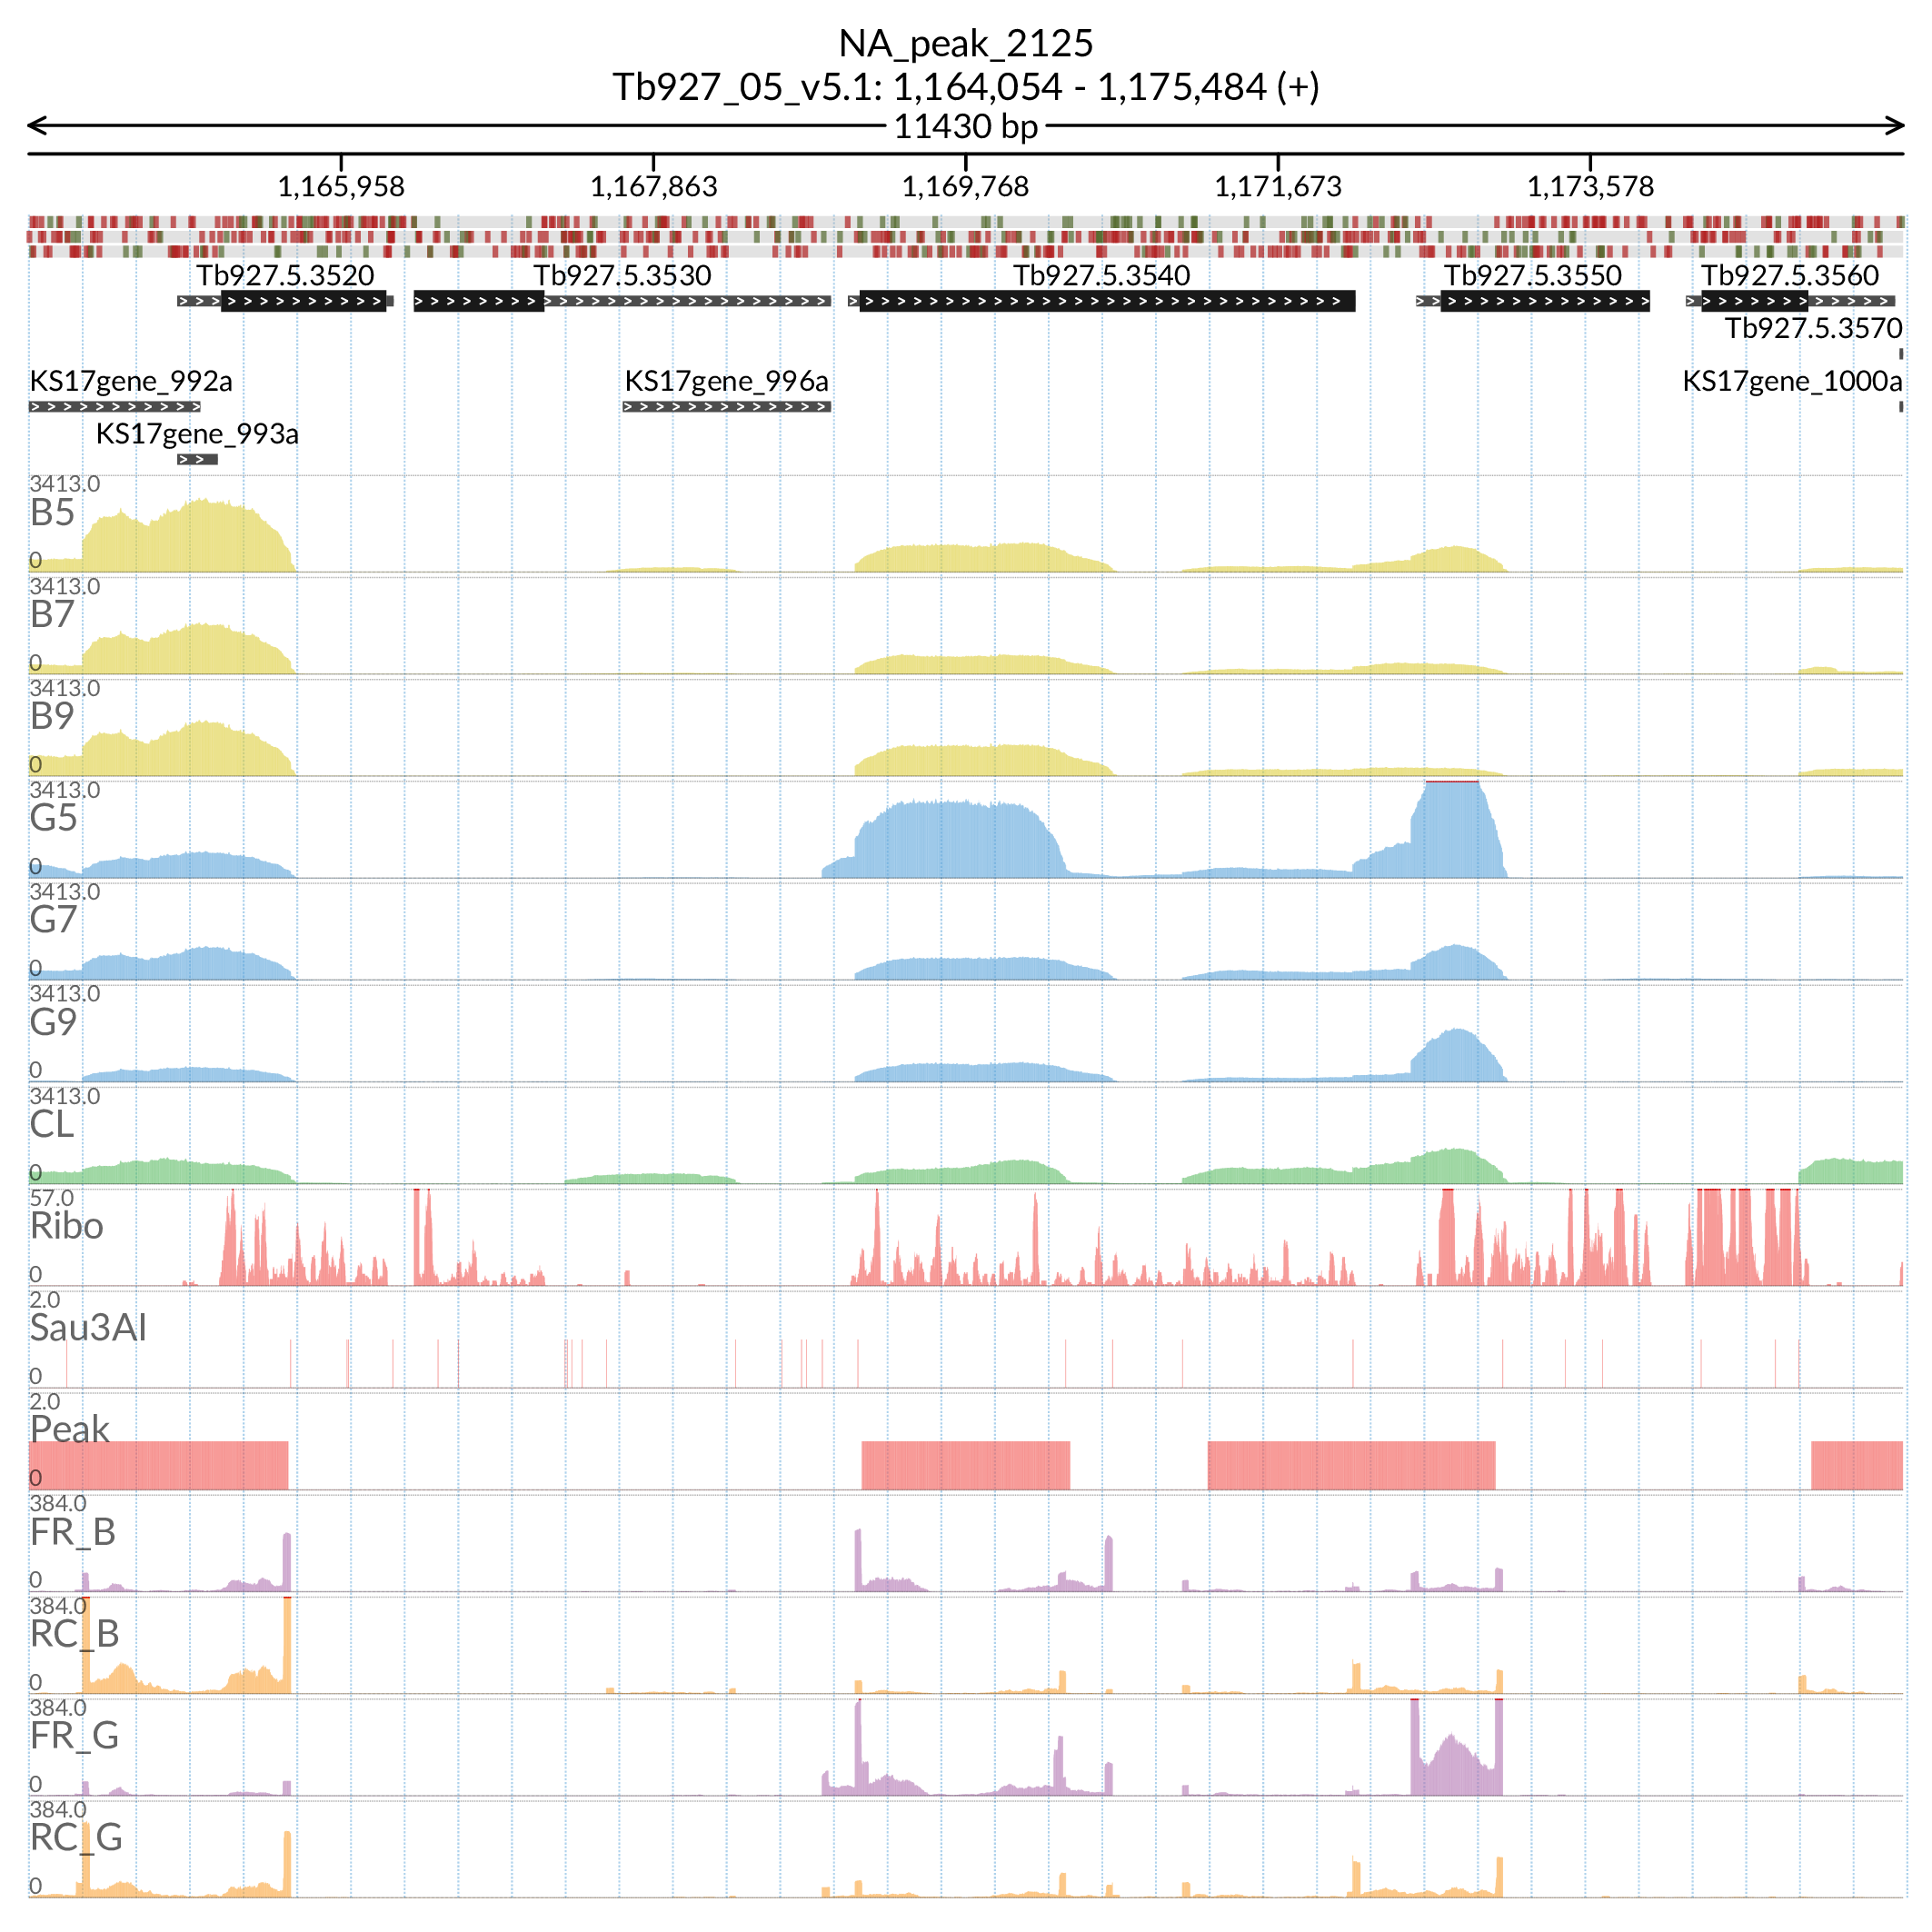 NA_peak_2125
Tb927_05_v5.1: 1,164,054 - 1,175,484 (+)
11430 bp
1,165,958 1,167,863 1,169,768 1,171,673 1,173,578
Tb927.5.3520 Tb927.5.3530 Tb927.5.3540 Tb927.5.3550 Tb927.5.3560
Tb927.5.3570
KS17gene_992a KS17gene_996a KS17gene_1000a
KS17gene_993a
3413.0
B5
0
3413.0
B7
0
3413.0
B9
0
3413.0
G5
0
3413.0
G7
0
3413.0
G9
0
3413.0
CL
0
57.0
Ribo
0
2.0
Sau3AI
0
2.0
Peak
0
384.0
FR_B
0
384.0
RC_B
0
384.0
FR_G
0
384.0
RC_G
0